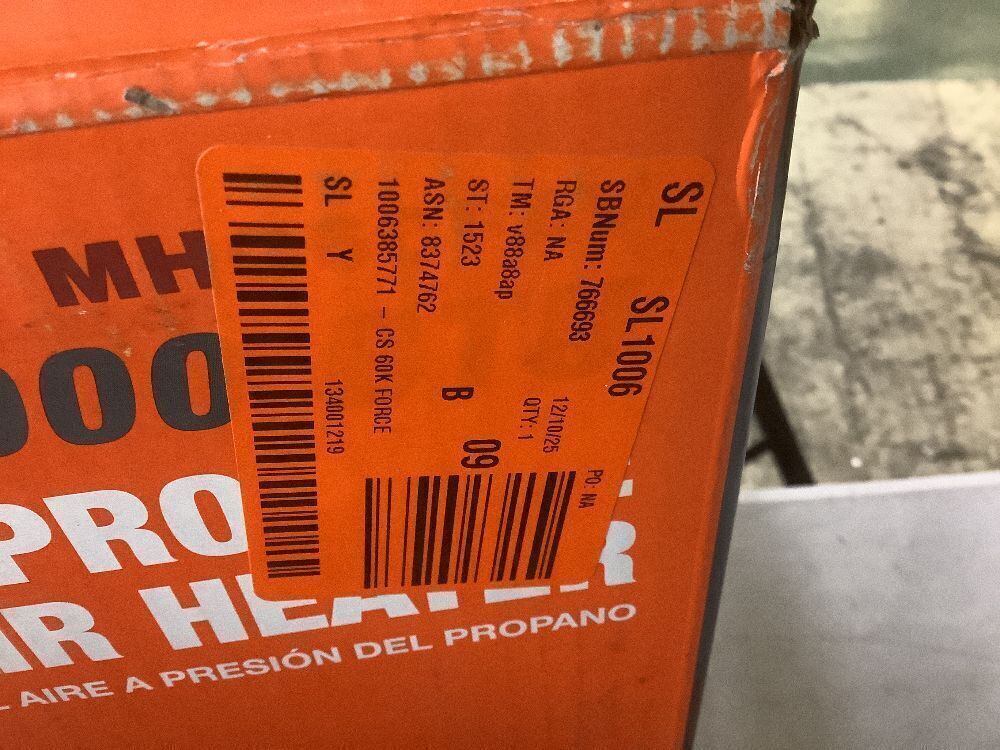 SL SL1006
SBNum: 766693 PO: NA
RGA: NA 12/10/25
TM: v88a8ap QTY: 1
ST: 1523 09
ASN: 8374762 B
1006385771 - CS 60K FORCE
SL Y 134001219
MH
000
PRO
IR HEATER
AIRE A PRESIÓN DEL PROPANO